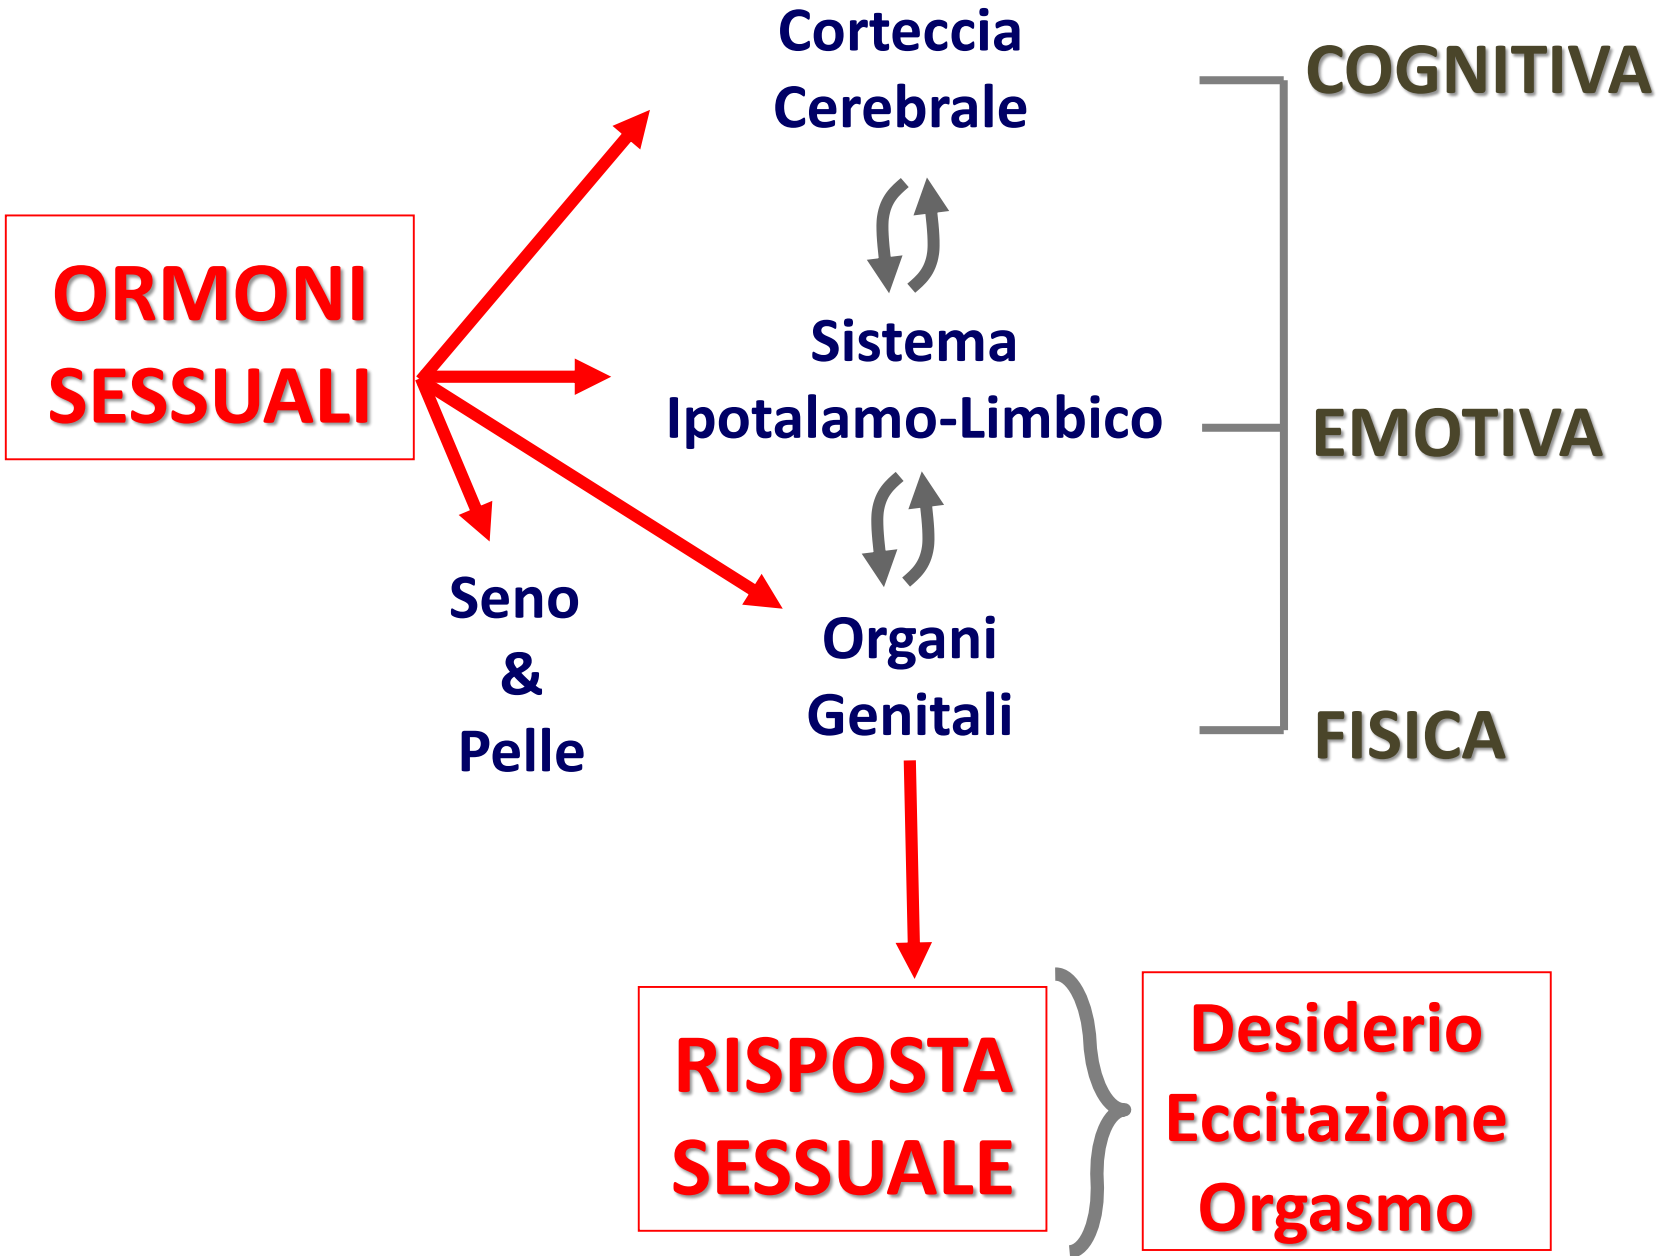 Corteccia
Cerebrale
COGNITIVA
ORMONI
SESSUALI
Sistema
Ipotalamo-Limbico
EMOTIVA
Seno
&
Pelle
Organi
Genitali
FISICA
RISPOSTA
SESSUALE
Desiderio
Eccitazione
Orgasmo